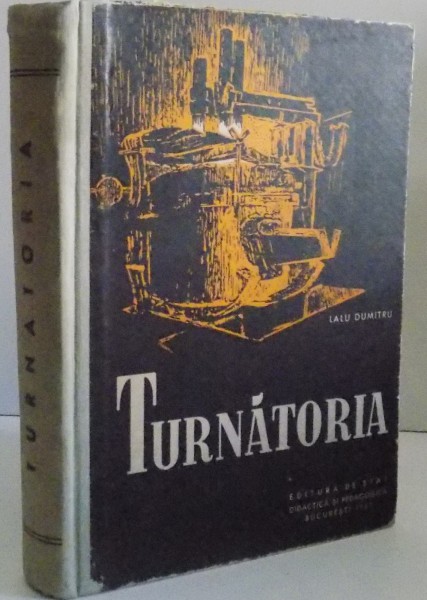 TURNATORIA
LALU DUMITRU
TURNĂTORIA
EDITURA DE STAT
DIDACTICĂ ȘI PEDAGOGICĂ
BUCUREȘTI